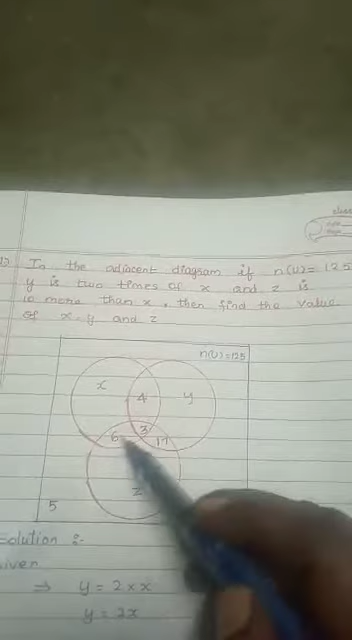 In the adjacent diagram if n(U) = 125
y is two times of x and z is
10 more than x, then find the value
of x, y and z
n(U) = 125
x
4
y
3
6
17
z
5
Solution :-
Given
⇒ y = 2 × x
y = 2x